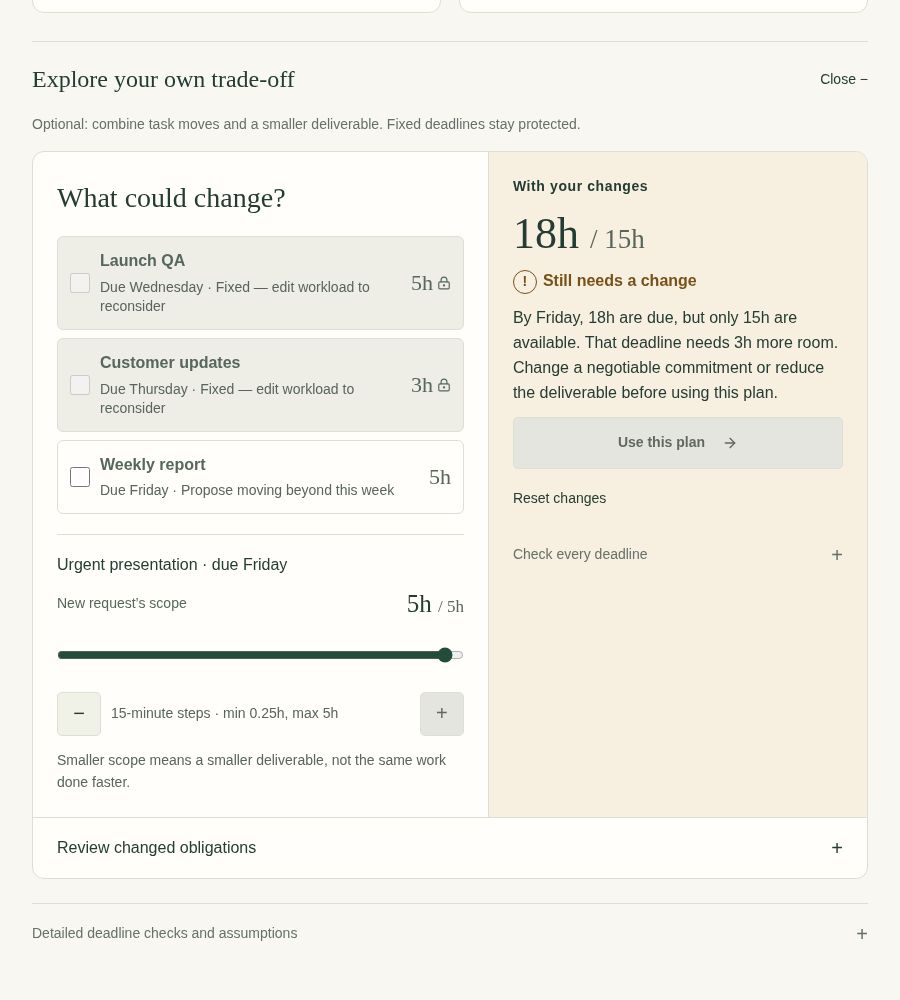 Explore your own trade-off
Close −
Optional: combine task moves and a smaller deliverable. Fixed deadlines stay protected.
What could change?
Launch QA
Due Wednesday · Fixed — edit workload to
reconsider
5h
Customer updates
Due Thursday · Fixed — edit workload to
reconsider
3h
Weekly report
Due Friday · Propose moving beyond this week
5h
Urgent presentation · due Friday
New request's scope
5h / 5h
−
15-minute steps · min 0.25h, max 5h
+
Smaller scope means a smaller deliverable, not the same work
done faster.
With your changes
18h / 15h
! Still needs a change
By Friday, 18h are due, but only 15h are
available. That deadline needs 3h more room.
Change a negotiable commitment or reduce
the deliverable before using this plan.
Use this plan →
Reset changes
Check every deadline +
Review changed obligations +
Detailed deadline checks and assumptions +